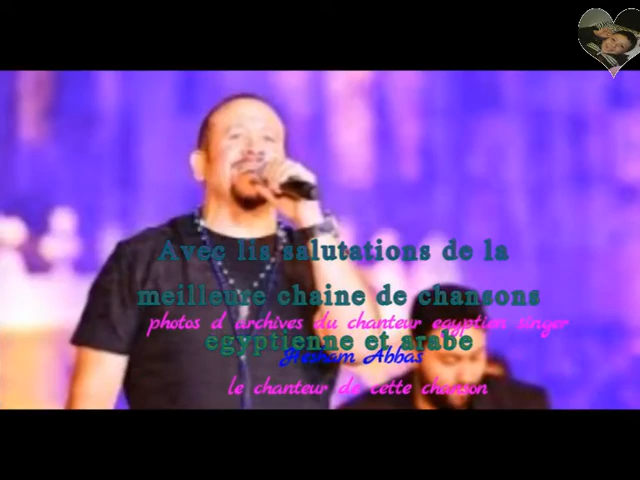 Avec lis salutations de la
meilleure chaine de chansons
photos d archives du chanteur egyptien singer
egyptienne et arabe
Hesham Abbas
le chanteur de cette chanson